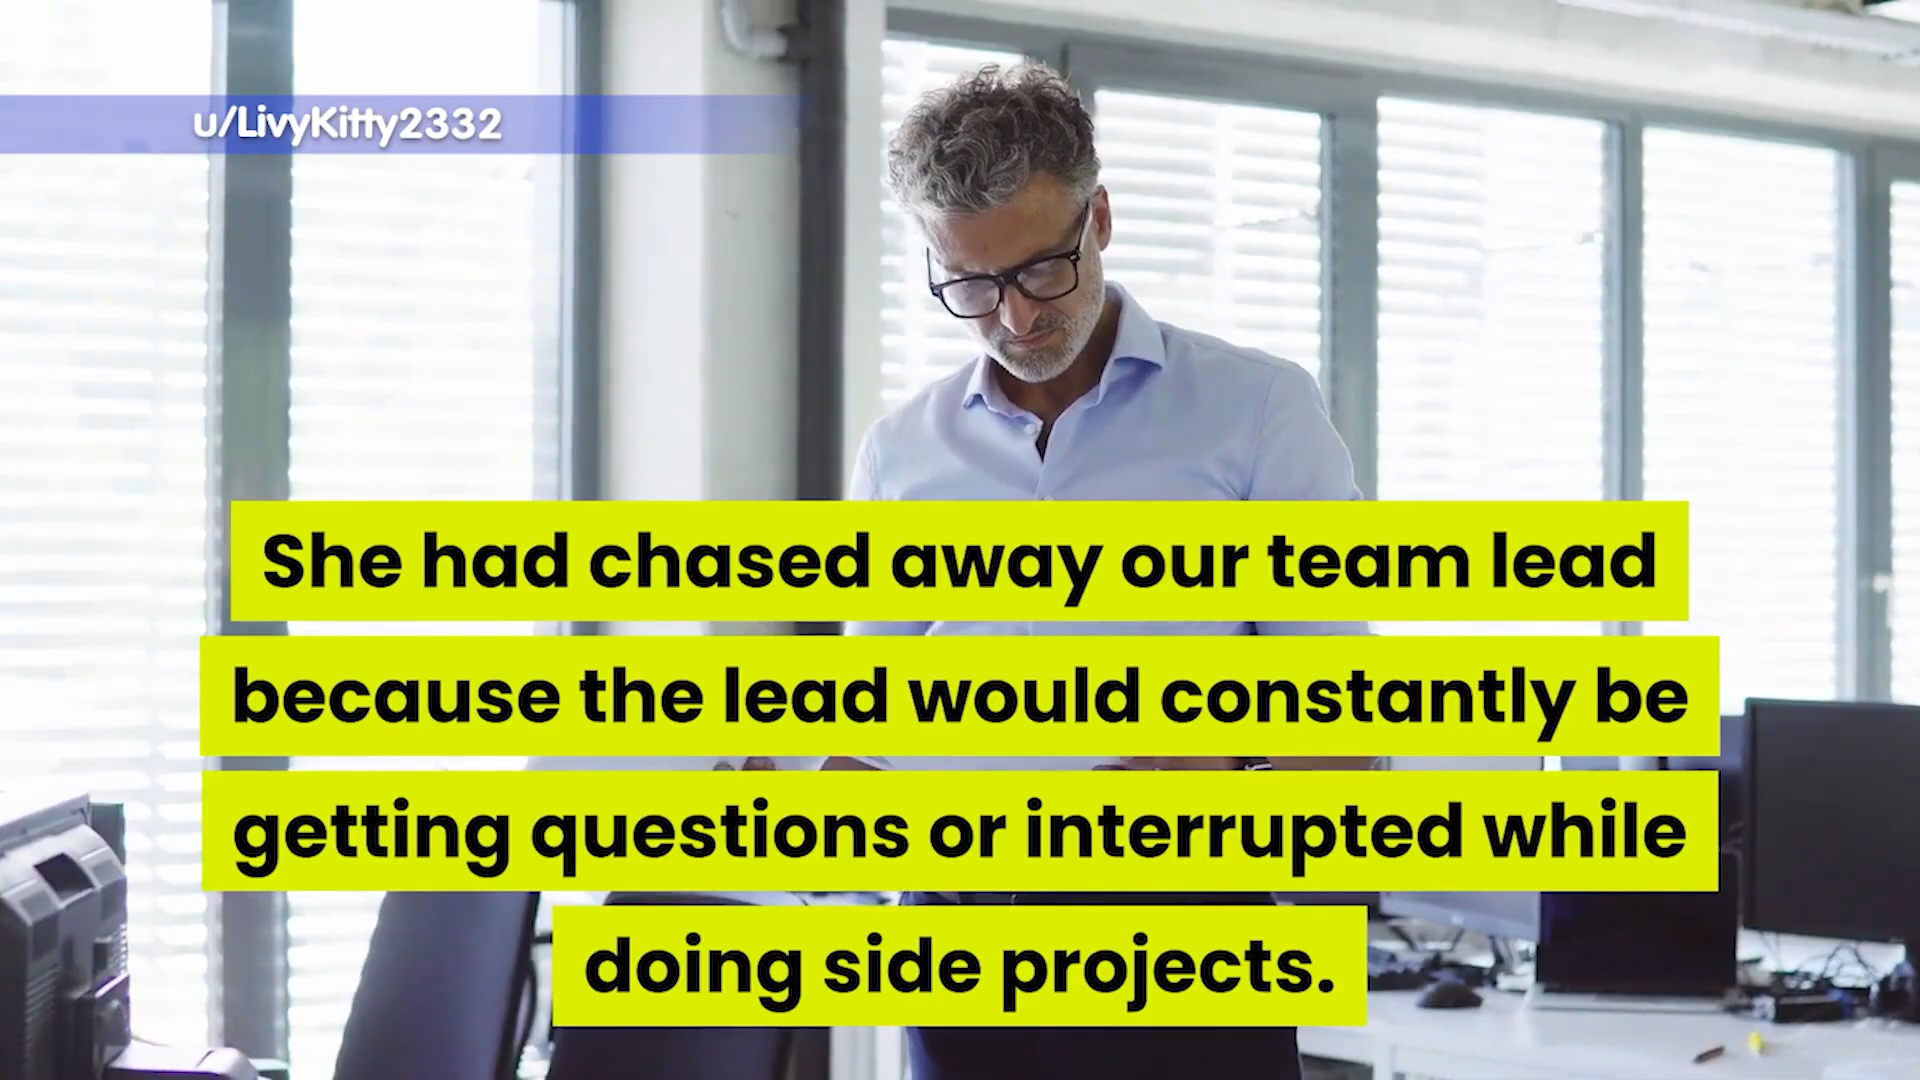 u/LivyKitty2332
She had chased away our team lead
because the lead would constantly be
getting questions or interrupted while
doing side projects.